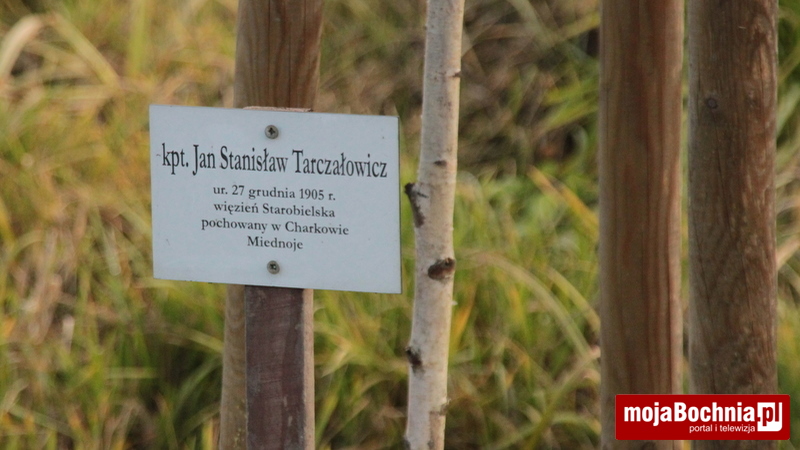 kpt. Jan Stanisław Tarczałowicz
ur. 27 grudnia 1905 r.
więzień Starobielska
pochowany w Charkowie
Miednoje
mojaBochnia.pl
portal i telewizja